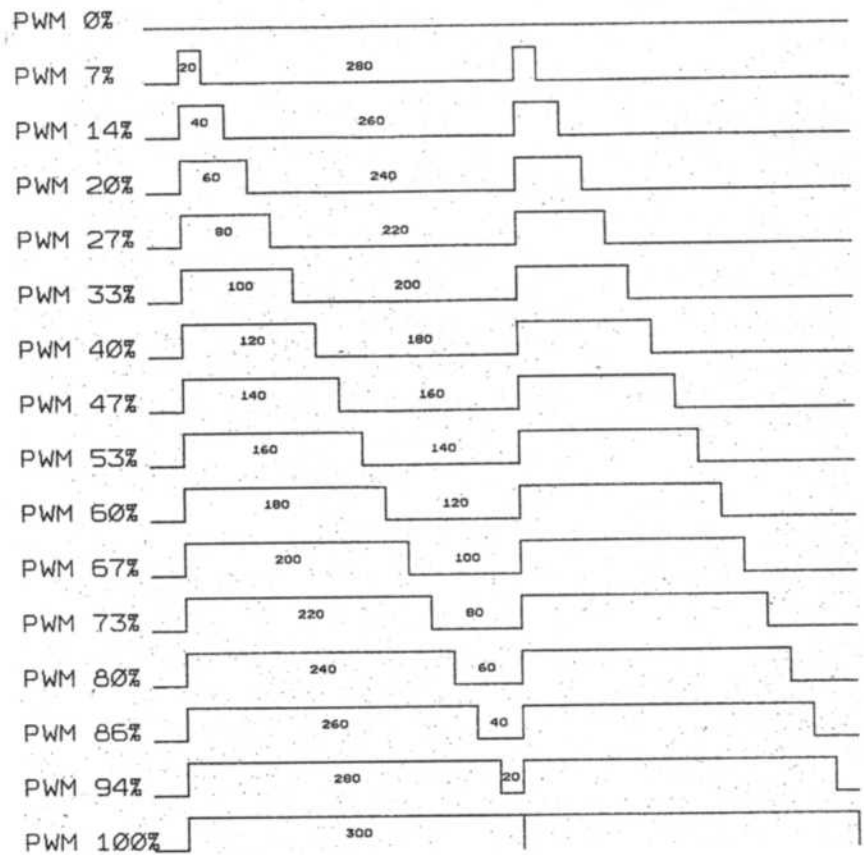 PWM 0%
PWM 7% 20 280
PWM 14% 40 260
PWM 20% 60 240
PWM 27% 80 220
PWM 33% 100 200
PWM 40% 120 180
PWM 47% 140 160
PWM 53% 160 140
PWM 60% 180 120
PWM 67% 200 100
PWM 73% 220 80
PWM 80% 240 60
PWM 86% 260 40
PWM 94% 280 20
PWM 100% 300